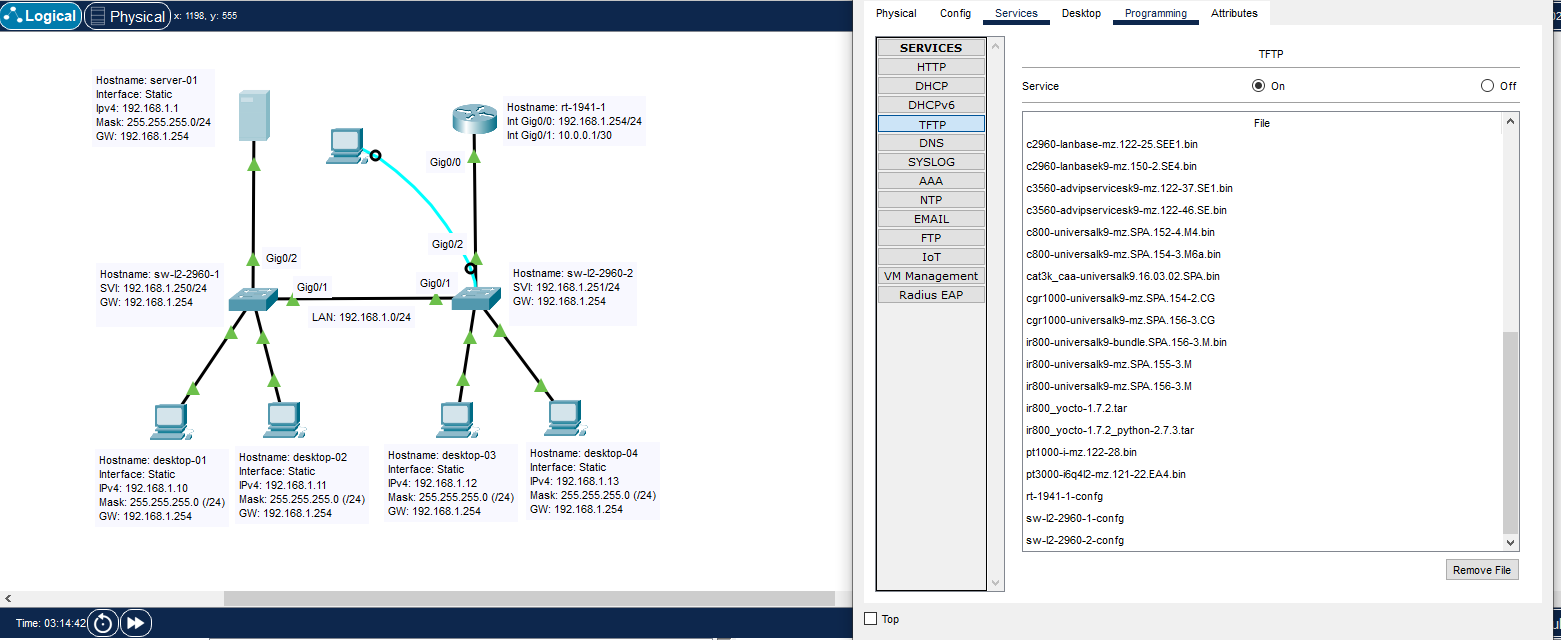 Logical
Physical
x: 1198, y: 555
Hostname: server-01
Interface: Static
Ipv4: 192.168.1.1
Mask: 255.255.255.0/24
GW: 192.168.1.254
Hostname: rt-1941-1
Int Gig0/0: 192.168.1.254/24
Int Gig0/1: 10.0.0.1/30
Gig0/0
Gig0/2
Gig0/2
Hostname: sw-l2-2960-1
SVI: 192.168.1.250/24
GW: 192.168.1.254
Gig0/1
Gig0/1
Hostname: sw-l2-2960-2
SVI: 192.168.1.251/24
GW: 192.168.1.254
LAN: 192.168.1.0/24
Hostname: desktop-01
Interface: Static
IPv4: 192.168.1.10
Mask: 255.255.255.0 (/24)
GW: 192.168.1.254
Hostname: desktop-02
Interface: Static
IPv4: 192.168.1.11
Mask: 255.255.255.0 (/24)
GW: 192.168.1.254
Hostname: desktop-03
Interface: Static
IPv4: 192.168.1.12
Mask: 255.255.255.0 (/24)
GW: 192.168.1.254
Hostname: desktop-04
Interface: Static
IPv4: 192.168.1.13
Mask: 255.255.255.0 (/24)
GW: 192.168.1.254
Time: 03:14:42
Physical Config Services Desktop Programming Attributes
SERVICES
HTTP
DHCP
DHCPv6
TFTP
DNS
SYSLOG
AAA
NTP
EMAIL
FTP
IoT
VM Management
Radius EAP
TFTP
Service On Off
File
c2960-lanbase-mz.122-25.SEE1.bin
c2960-lanbasek9-mz.150-2.SE4.bin
c3560-advipservicesk9-mz.122-37.SE1.bin
c3560-advipservicesk9-mz.122-46.SE.bin
c800-universalk9-mz.SPA.152-4.M4.bin
c800-universalk9-mz.SPA.154-3.M6a.bin
cat3k_caa-universalk9.16.03.02.SPA.bin
cgr1000-universalk9-mz.SPA.154-2.CG
cgr1000-universalk9-mz.SPA.156-3.CG
ir800-universalk9-bundle.SPA.156-3.M.bin
ir800-universalk9-mz.SPA.155-3.M
ir800-universalk9-mz.SPA.156-3.M
ir800_yocto-1.7.2.tar
ir800_yocto-1.7.2_python-2.7.3.tar
pt1000-i-mz.122-28.bin
pt3000-i6q4l2-mz.121-22.EA4.bin
rt-1941-1-confg
sw-l2-2960-1-confg
sw-l2-2960-2-confg
Remove File
Top